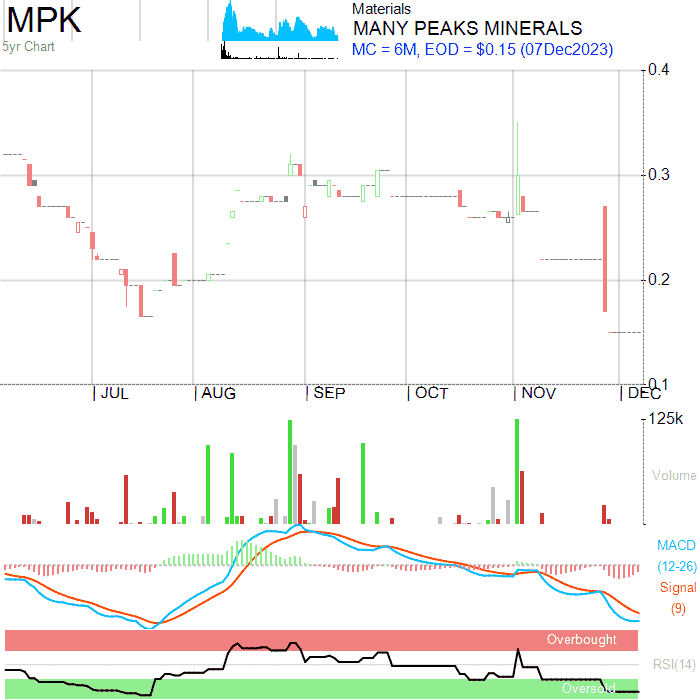 MPK
Materials
MANY PEAKS MINERALS
5yr Chart
MC = 6M, EOD = $0.15 (07Dec2023)
0.4
0.3
0.2
0.1
JUL AUG SEP OCT NOV DEC
125k
Volume
MACD
(12-26)
Signal
(9)
Overbought
RSI(14)
Oversold